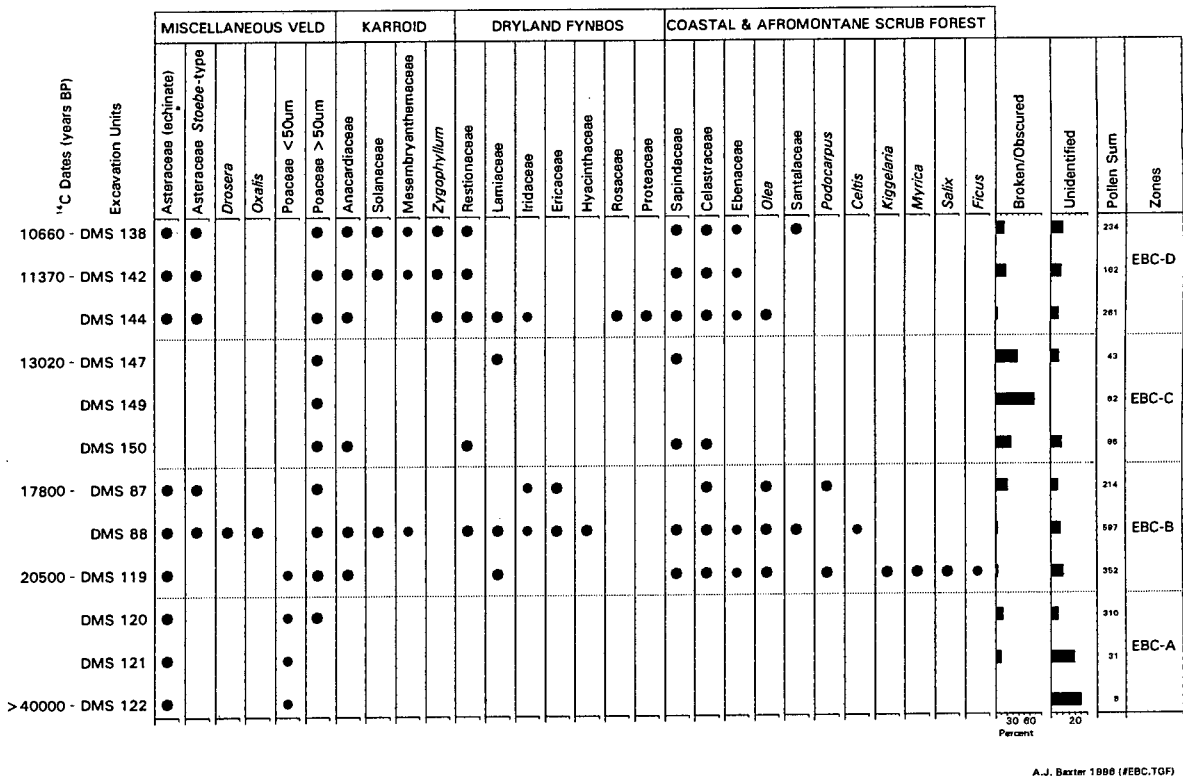 MISCELLANEOUS VELD KARROID DRYLAND FYNBOS COASTAL & AFROMONTANE SCRUB FOREST
¹⁴C Dates (years BP)
Excavation Units
Asteraceae (echinate)
Asteraceae Stoebe-type
Drosera
Oxalis
Poaceae <50um
Poaceae >50um
Anacardiaceae
Solanaceae
Mesembryanthemaceae
Zygophyllum
Restionaceae
Lamiaceae
Iridaceae
Ericaceae
Hyacinthaceae
Rosaceae
Proteaceae
Sapindaceae
Celastraceae
Ebenaceae
Olea
Santalaceae
Podocarpus
Celtis
Kiggelaria
Myrica
Salix
Ficus
Broken/Obscured
Unidentified
Pollen Sum
Zones
10660 - DMS 138 234
EBC-D
11370 - DMS 142 162
DMS 144 261
13020 - DMS 147 43
DMS 149 62
EBC-C
DMS 150
17800 - DMS 87 214
DMS 88 597 EBC-B
20500 - DMS 119 352
DMS 120 310
EBC-A
DMS 121 31
>40000 - DMS 122
30 60 20
Percent
A.J. Baxter 1996 (#EBC.TGF)